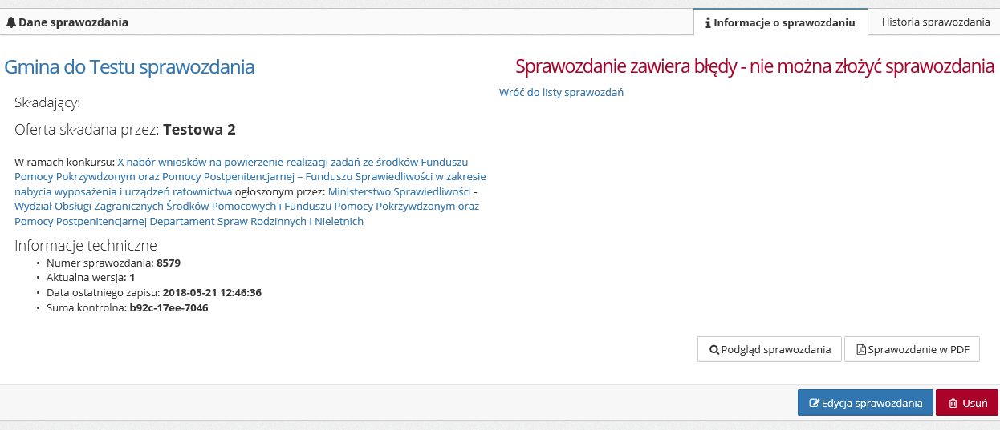 Dane sprawozdania
Informacje o sprawozdaniu
Historia sprawozdania
Gmina do Testu sprawozdania
Sprawozdanie zawiera błędy - nie można złożyć sprawozdania
Wróć do listy sprawozdań
Składający:
Oferta składana przez: Testowa 2
W ramach konkursu: X nabór wniosków na powierzenie realizacji zadań ze środków Funduszu
Pomocy Pokrzywdzonym oraz Pomocy Postpenitencjarnej – Funduszu Sprawiedliwości w zakresie
nabycia wyposażenia i urządzeń ratownictwa ogłoszonym przez: Ministerstwo Sprawiedliwości -
Wydział Obsługi Zagranicznych Środków Pomocowych i Funduszu Pomocy Pokrzywdzonym oraz
Pomocy Postpenitencjarnej Departament Spraw Rodzinnych i Nieletnich
Informacje techniczne
• Numer sprawozdania: 8579
• Aktualna wersja: 1
• Data ostatniego zapisu: 2018-05-21 12:46:36
• Suma kontrolna: b92c-17ee-7046
Podgląd sprawozdania
Sprawozdanie w PDF
Edycja sprawozdania
Usuń